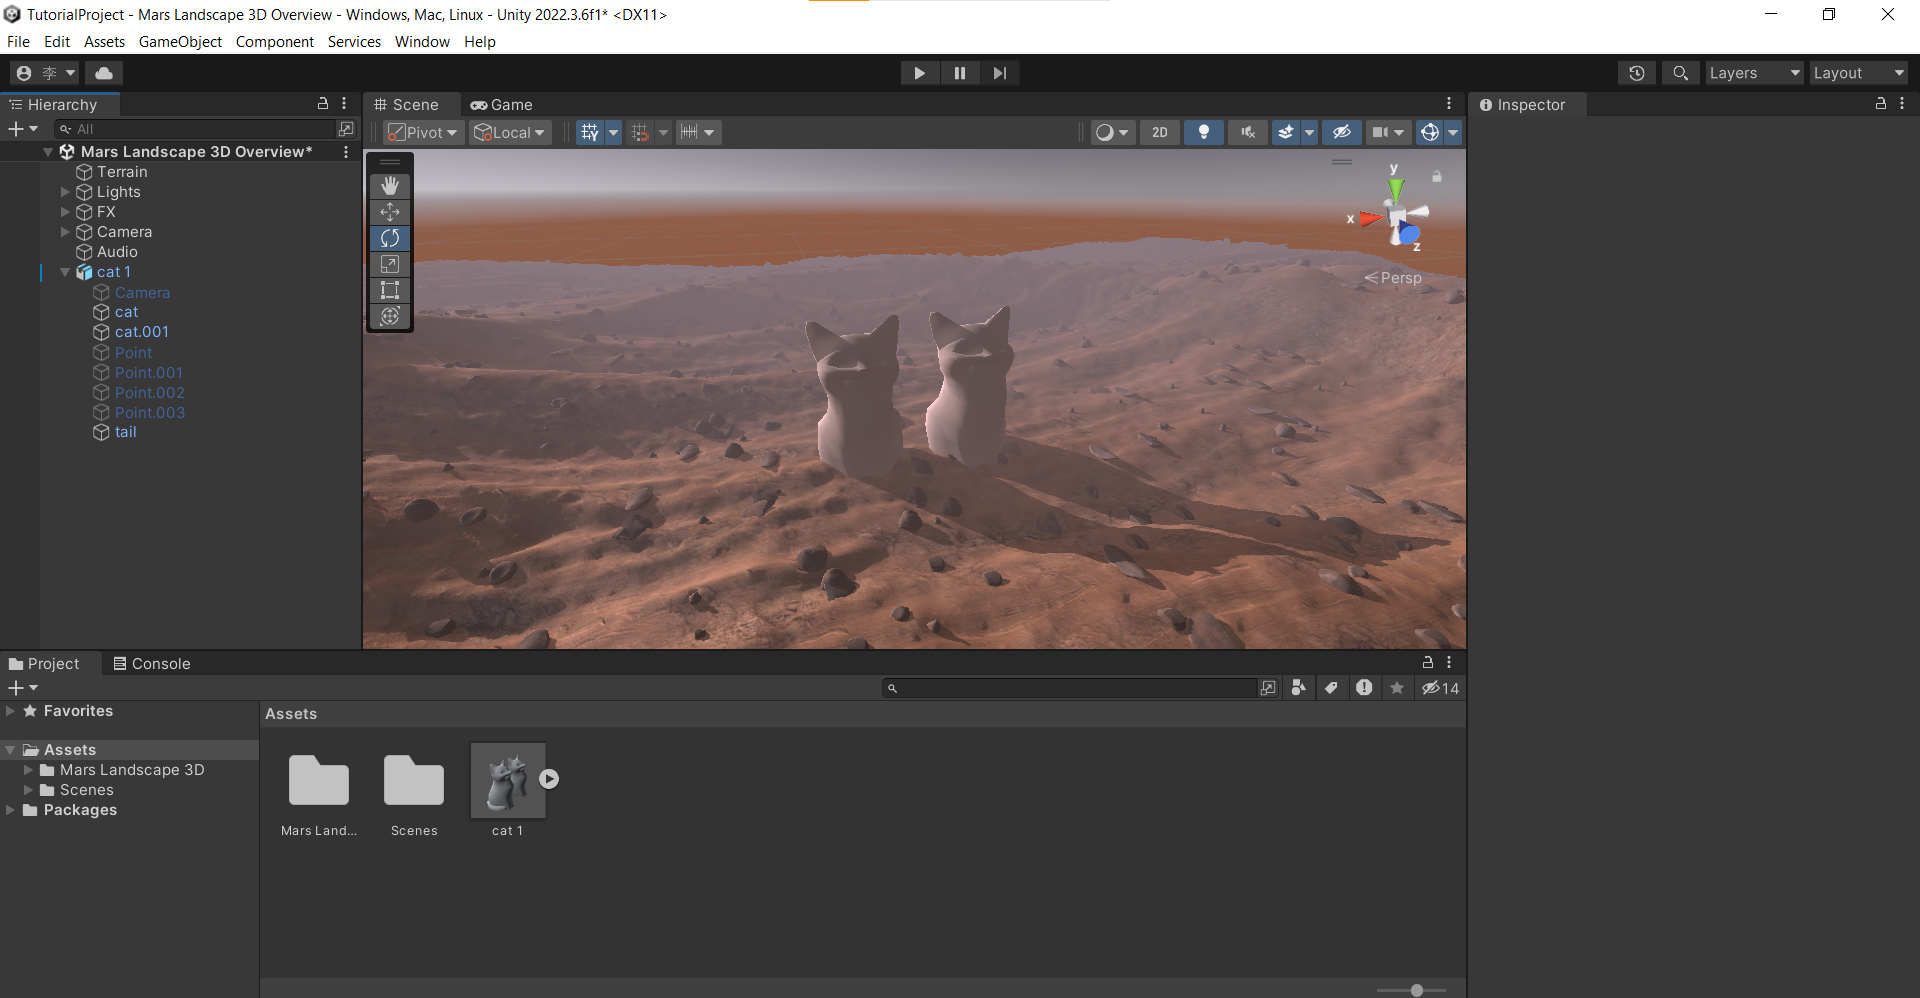 TutorialProject - Mars Landscape 3D Overview - Windows, Mac, Linux - Unity 2022.3.6f1* <DX11>
File Edit Assets GameObject Component Services Window Help
李 Layers Layout
Hierarchy
All
Mars Landscape 3D Overview*
Terrain
Lights
FX
Camera
Audio
cat 1
Camera
cat
cat.001
Point
Point.001
Point.002
Point.003
tail
Scene Game
Pivot Local 2D
y
x
z
Persp
Inspector
Project Console
14
Favorites
Assets
Mars Landscape 3D
Scenes
Packages
Assets
Mars Land... Scenes cat 1